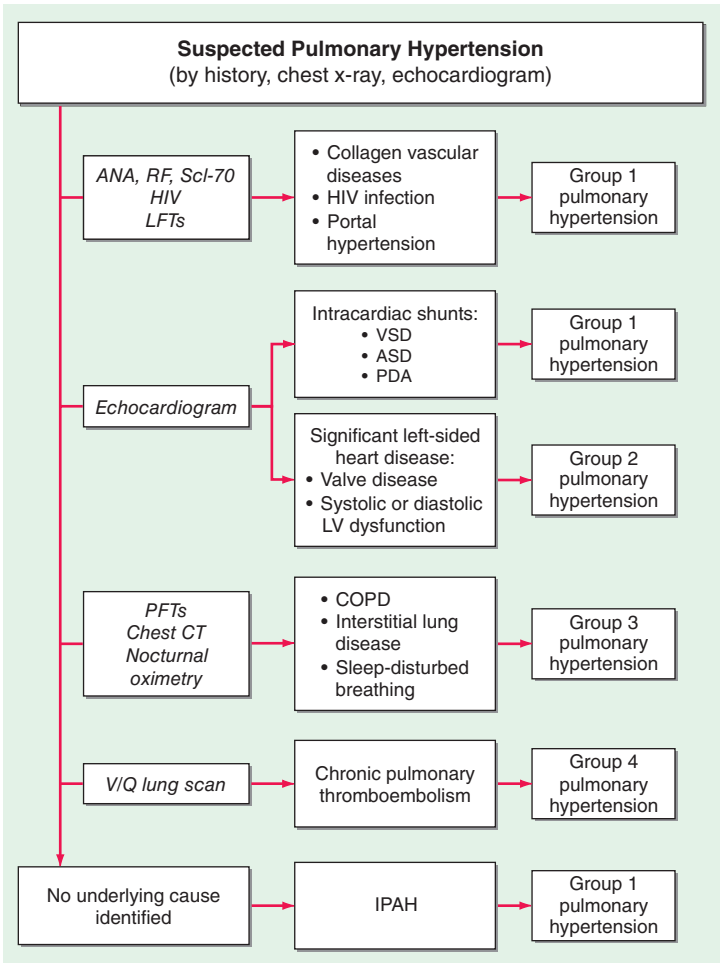 Suspected Pulmonary Hypertension
(by history, chest x-ray, echocardiogram)
ANA, RF, Scl-70
HIV
LFTs
• Collagen vascular
diseases
• HIV infection
• Portal
hypertension
Group 1
pulmonary
hypertension
Echocardiogram
Intracardiac shunts:
• VSD
• ASD
• PDA
Group 1
pulmonary
hypertension
Significant left-sided
heart disease:
• Valve disease
• Systolic or diastolic
LV dysfunction
Group 2
pulmonary
hypertension
PFTs
Chest CT
Nocturnal
oximetry
• COPD
• Interstitial lung
disease
• Sleep-disturbed
breathing
Group 3
pulmonary
hypertension
V/Q lung scan
Chronic pulmonary
thromboembolism
Group 4
pulmonary
hypertension
No underlying cause
identified
IPAH
Group 1
pulmonary
hypertension